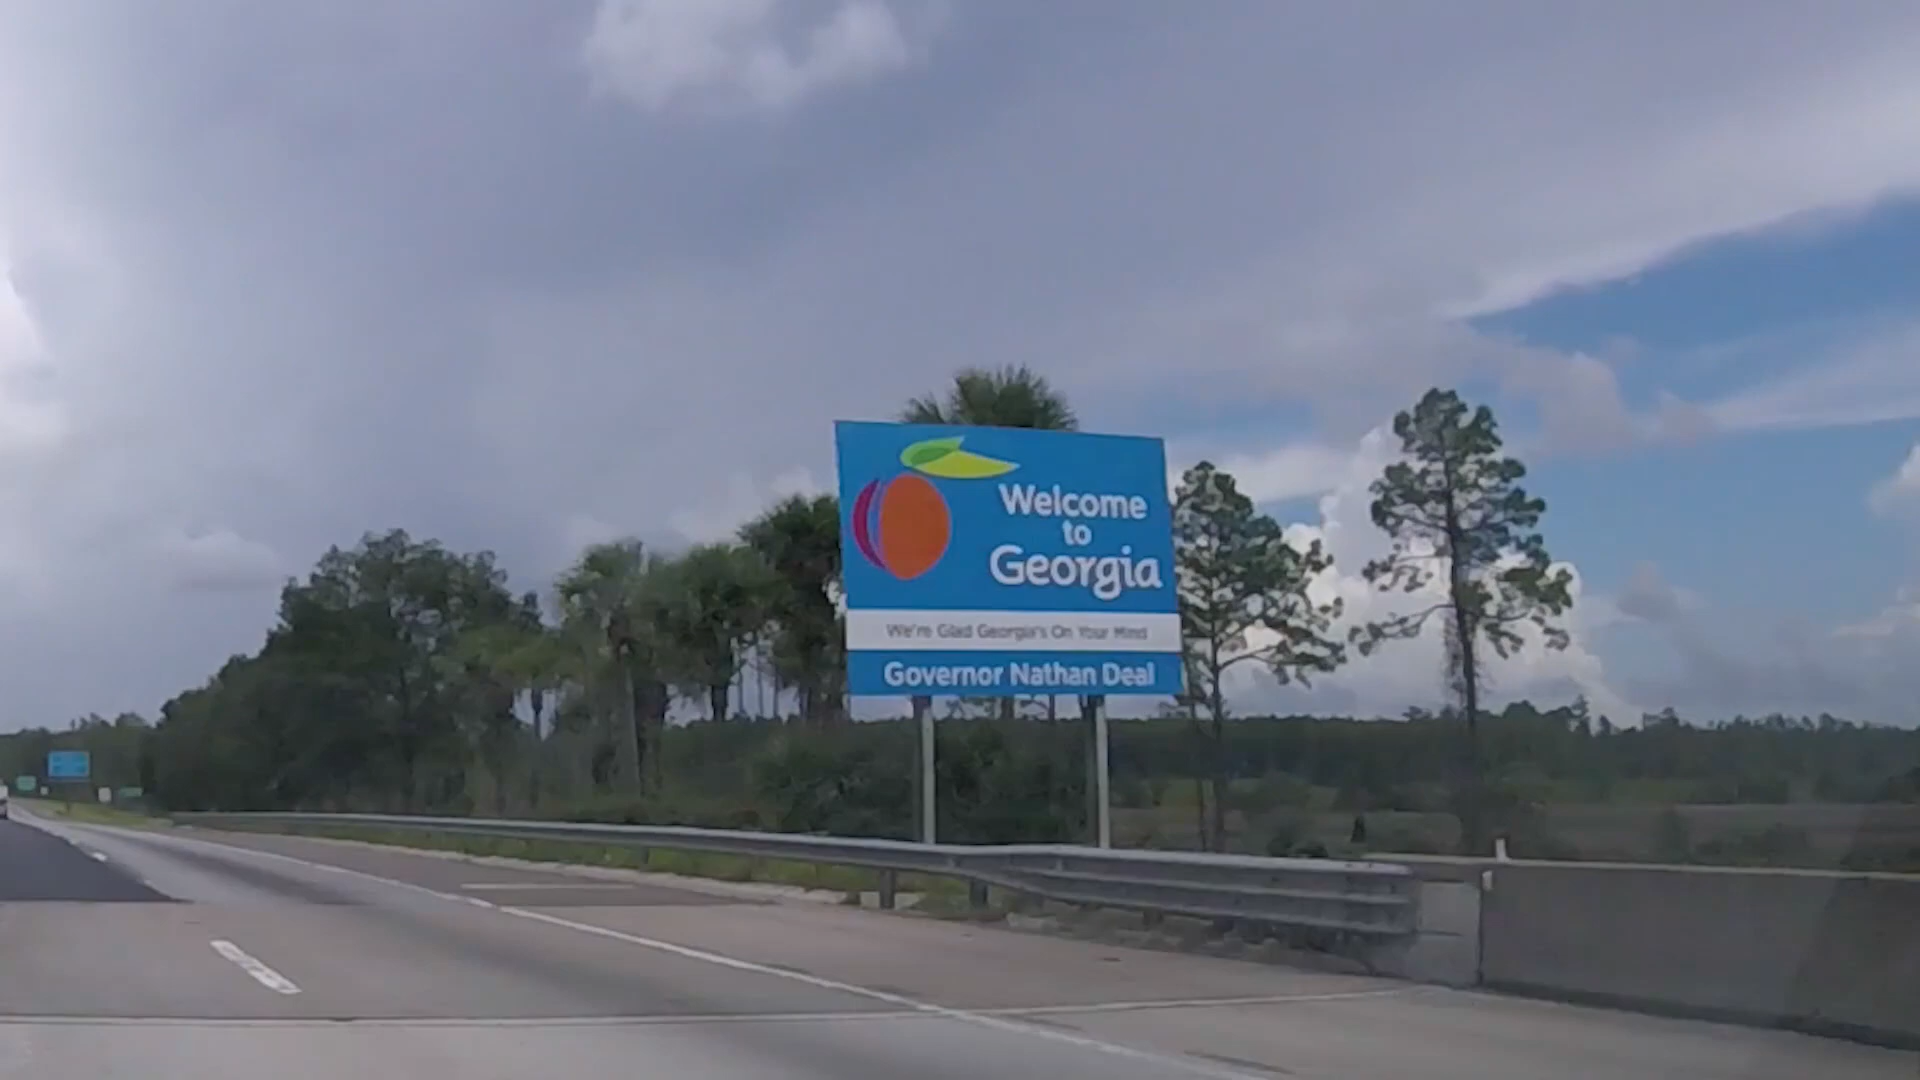 Welcome
to
Georgia
We're Glad Georgia's On Your Mind
Governor Nathan Deal